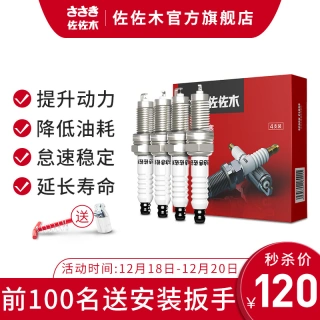 ささき
佐佐木
佐佐木官方旗舰店
提升动力
降低油耗
怠速稳定
延长寿命
送
佐佐木
4支装
活动时间:12月18日-12月20日
前100名送安装扳手
秒杀价
¥120